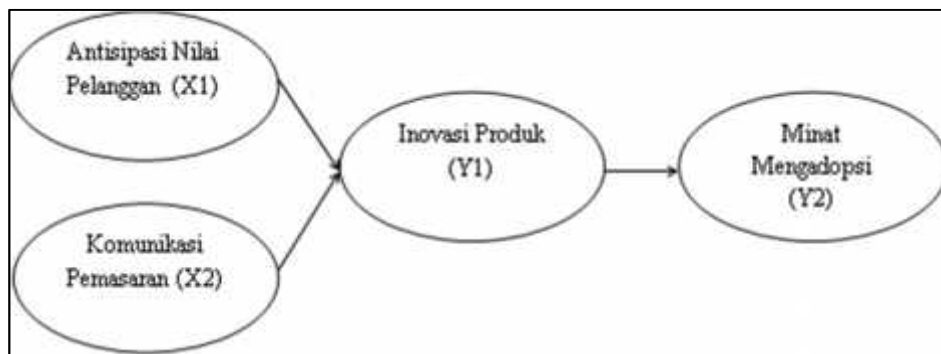 Antisipasi Nilai
Pelanggan (X1)
Komunikasi
Pemasaran (X2)
Inovasi Produk
(Y1)
Minat
Mengadopsi
(Y2)